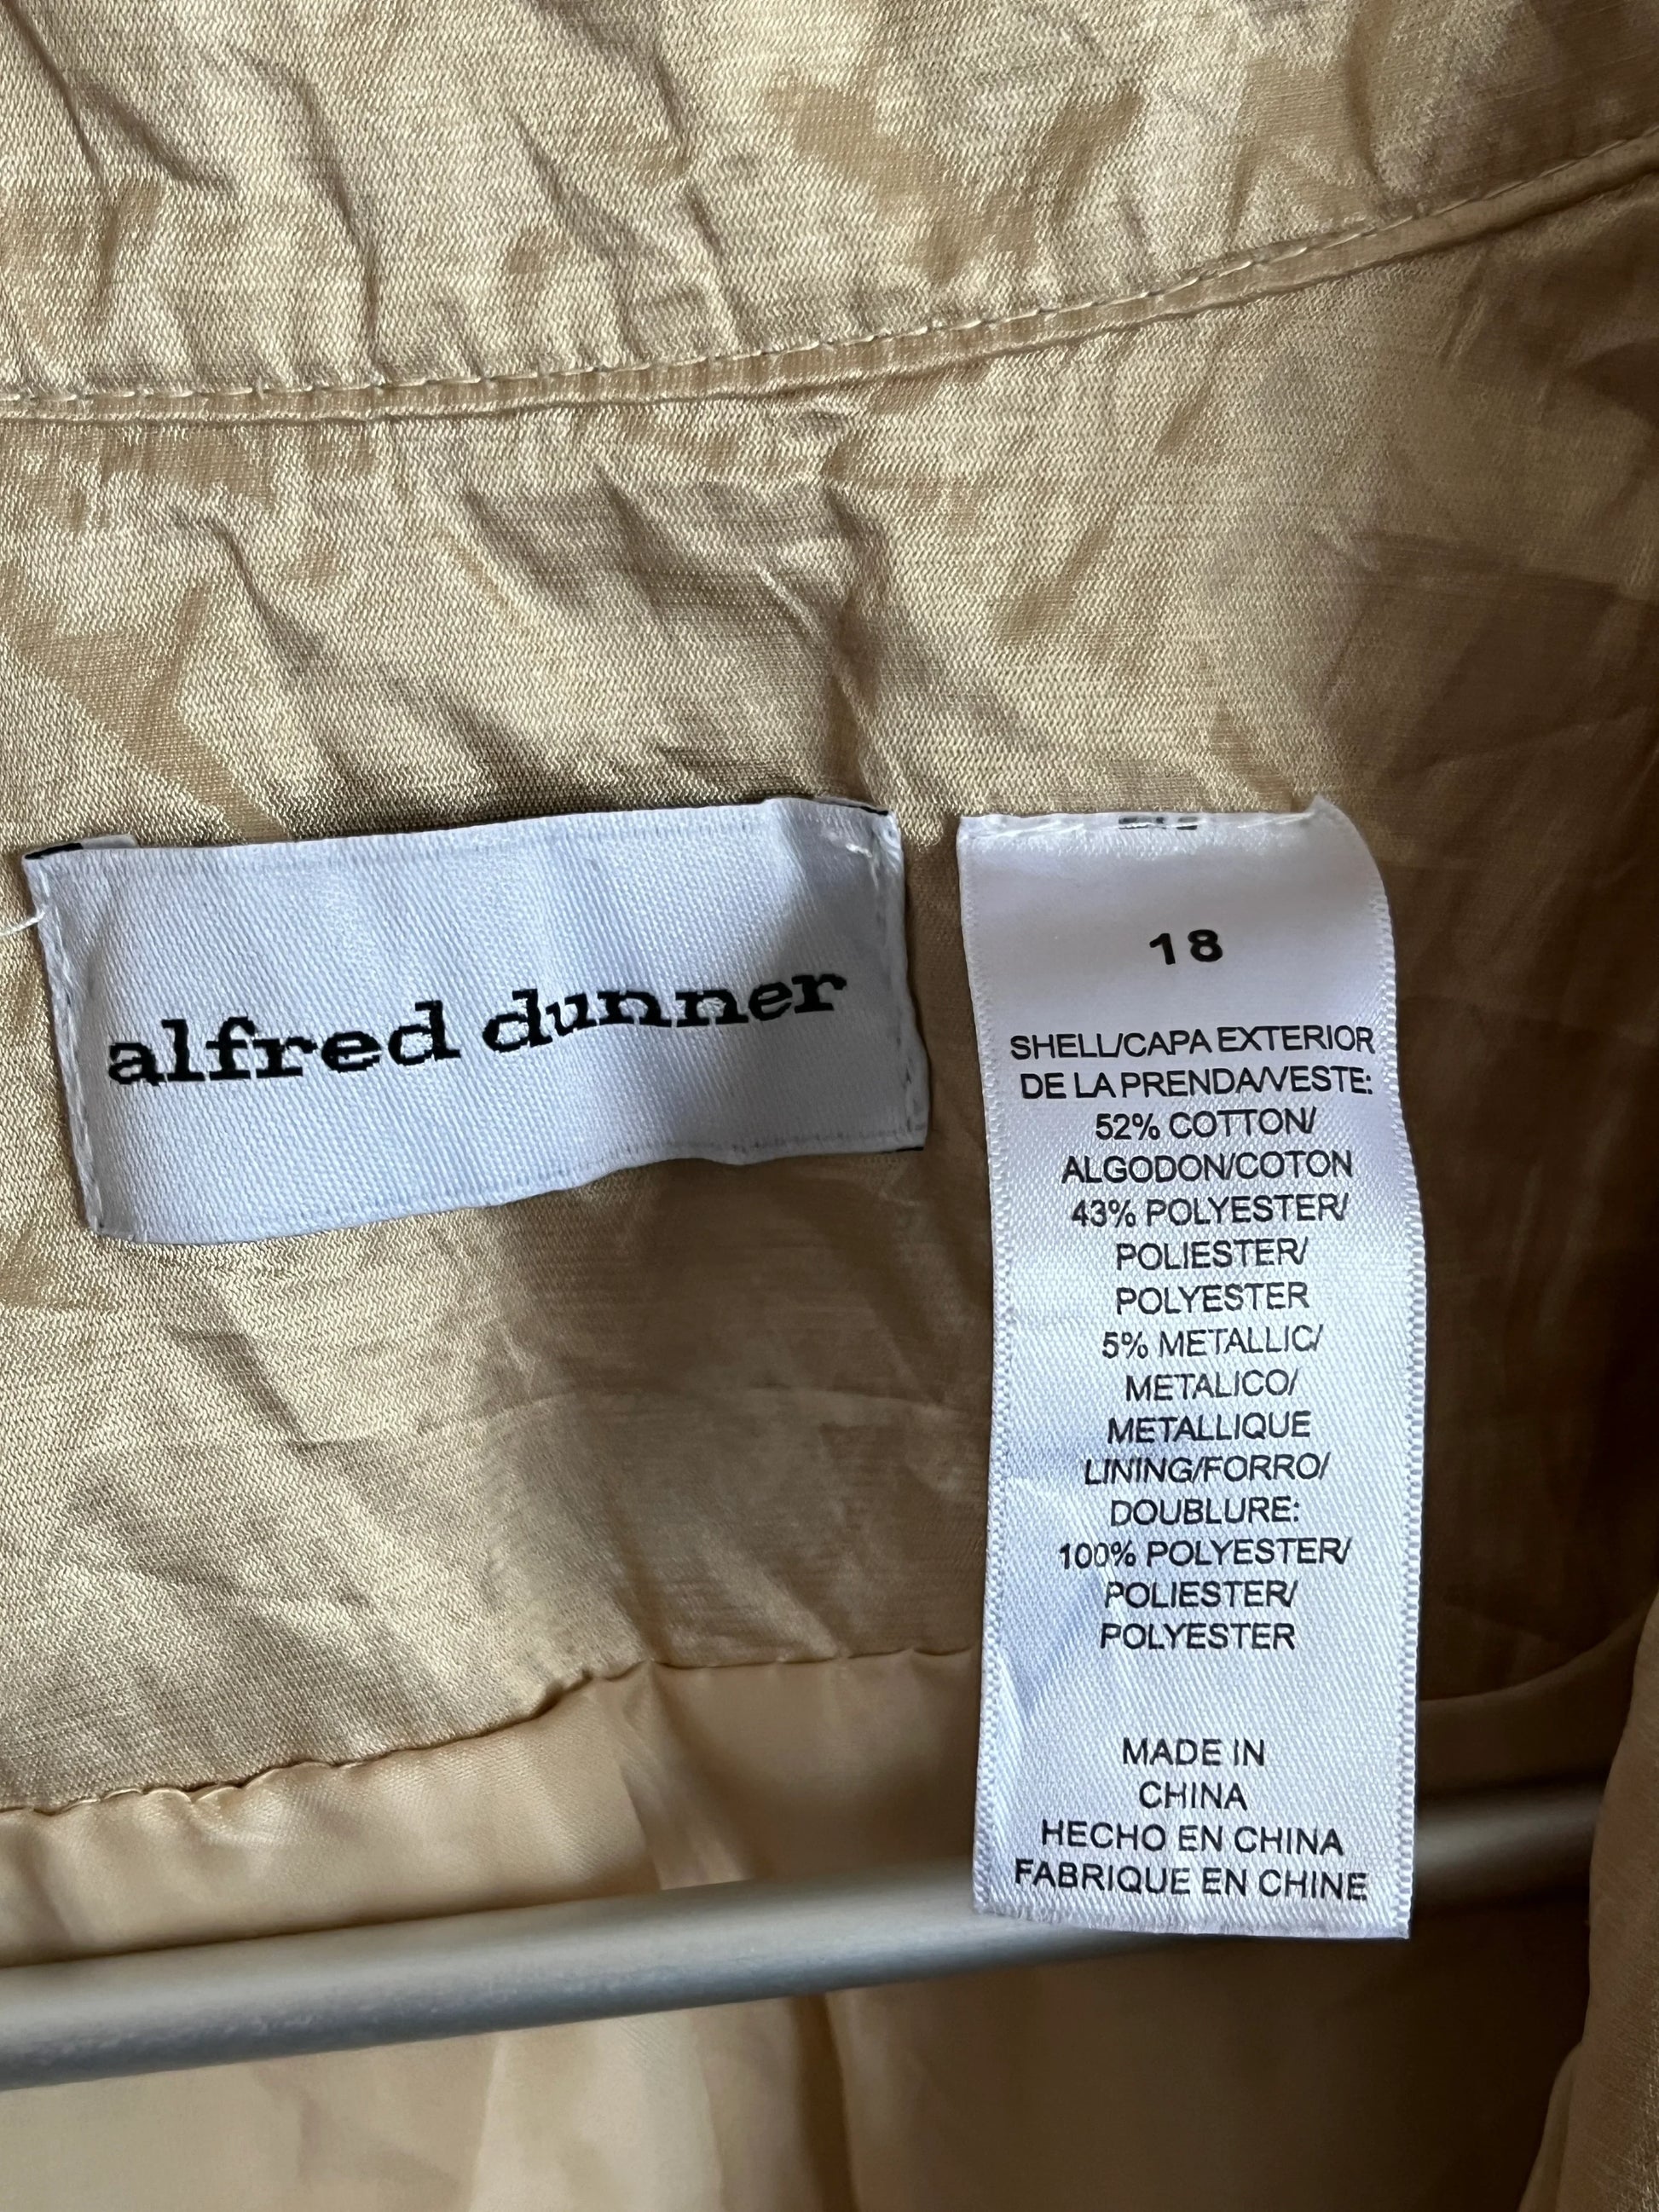 alfred dunner
18
SHELL/CAPA EXTERIOR
DE LA PRENDA/VESTE:
52% COTTON/
ALGODON/COTON
43% POLYESTER/
POLIESTER/
POLYESTER
5% METALLIC/
METALICO/
METALLIQUE
LINING/FORRO/
DOUBLURE:
100% POLYESTER/
POLIESTER/
POLYESTER
MADE IN
CHINA
HECHO EN CHINA
FABRIQUE EN CHINE